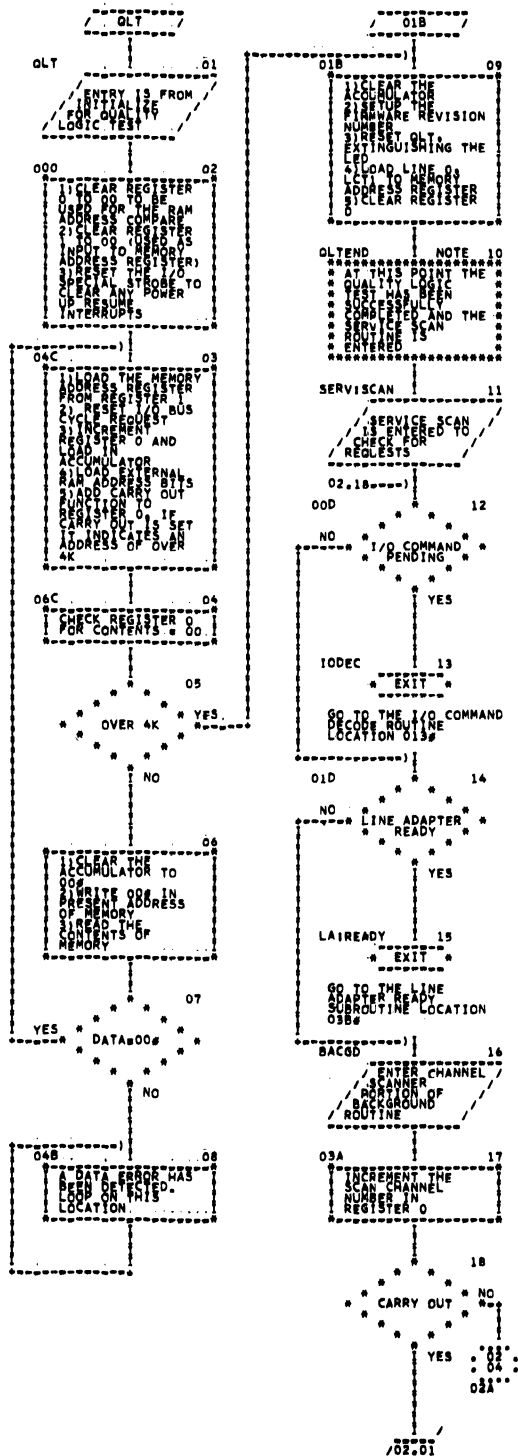 QLT
QLT 01
ENTRY IS FROM
INITIALIZE
FOR QUALITY
LOGIC TEST
000 02
1)CLEAR REGISTER
0 TO 00 TO BE
USED FOR THE RAM
ADDRESS COMPARE
2)CLEAR REGISTER
1 TO 00 (USED AS
INPUT TO MEMORY
ADDRESS REGISTER)
3)RESET THE I/O
SPECIAL STROBE TO
CLEAR ANY POWER
UP RESUME
INTERRUPTS
04C 03
1)LOAD THE MEMORY
ADDRESS REGISTER
FROM REGISTER 1
2) RESET I/O BUS
CYCLE REQUEST
3)INCREMENT
REGISTER 0 AND
LOAD IN
ACCUMULATOR
4)LOAD EXTERNAL
RAM ADDRESS BITS
5)ADD CARRY OUT
FUNCTION TO
REGISTER 0, IF
CARRY OUT IS SET
IT INDICATES AN
ADDRESS OF OVER
4K
06C 04
CHECK REGISTER 0
FOR CONTENTS = 00
05
OVER 4K
YES
NO
06
1)CLEAR THE
ACCUMULATOR TO
00#
2)WRITE 00# IN
PRESENT ADDRESS
OF MEMORY
3)READ THE
CONTENTS OF
MEMORY
07
YES
DATA=00#
NO
04B 08
A DATA ERROR HAS
BEEN DETECTED.
LOOP ON THIS
LOCATION
01B
01B 09
1)CLEAR THE
ACCUMULATOR
2)SETUP THE
FIRMWARE REVISION
NUMBER
3)RESET QLT,
EXTINGUISHING THE
LED
4)LOAD LINE 0,
LCT1 TO MEMORY
ADDRESS REGISTER
5)CLEAR REGISTER
0
QLTEND NOTE 10
AT THIS POINT THE
QUALITY LOGIC
TEST HAS BEEN
SUCCESSFULLY
COMPLETED AND THE
SERVICE SCAN
ROUTINE IS
ENTERED
SERVISCAN 11
SERVICE SCAN
IS ENTERED TO
CHECK FOR
REQUESTS
02.18
00D 12
NO
I/O COMMAND
PENDING
YES
IODEC 13
EXIT
GO TO THE I/O COMMAND
DECODE ROUTINE
LOCATION 013#
01D 14
NO
LINE ADAPTER
READY
YES
LA1READY 15
EXIT
GO TO THE LINE
ADAPTER READY
SUBROUTINE LOCATION
03B#
BACGD 16
ENTER CHANNEL
SCANNER
PORTION OF
BACKGROUND
ROUTINE
03A 17
INCREMENT THE
SCAN CHANNEL
NUMBER IN
REGISTER 0
18
CARRY OUT
NO
YES
02
04
02A
/02.01